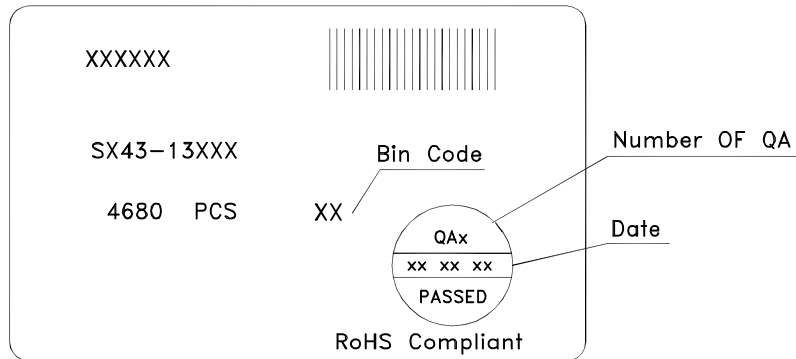 XXXXXX
SX43-13XXX
Bin Code
Number OF QA
4680 PCS
XX
Date
QAx
xx xx xx
PASSED
RoHS Compliant